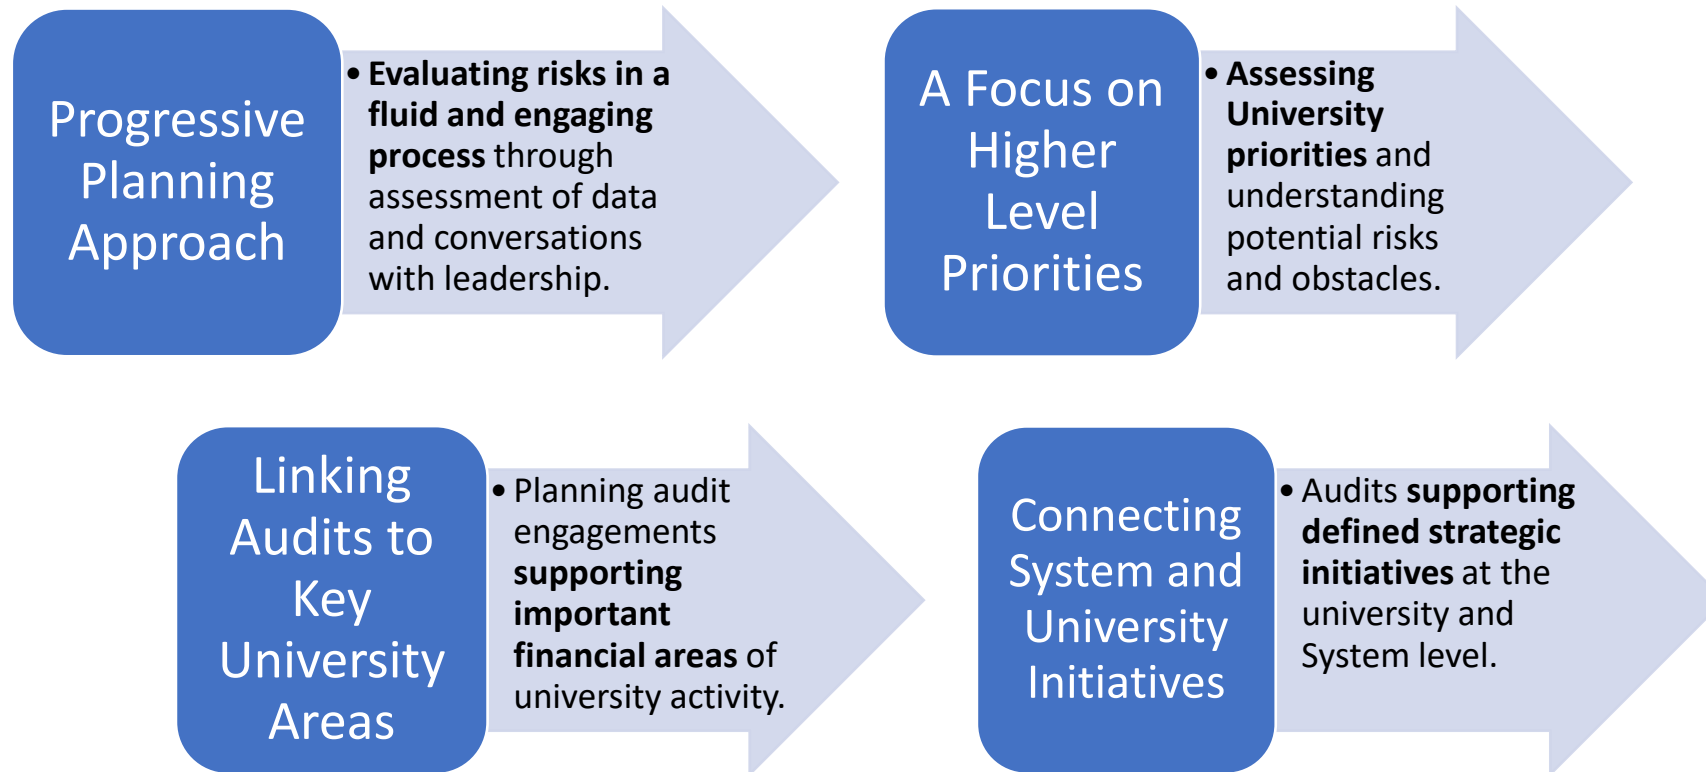 Progressive
Planning
Approach
• Evaluating risks in a
fluid and engaging
process through
assessment of data
and conversations
with leadership.
A Focus on
Higher
Level
Priorities
• Assessing
University
priorities and
understanding
potential risks
and obstacles.
Linking
Audits to
Key
University
Areas
• Planning audit
engagements
supporting
important
financial areas of
university activity.
Connecting
System and
University
Initiatives
• Audits supporting
defined strategic
initiatives at the
university and
System level.